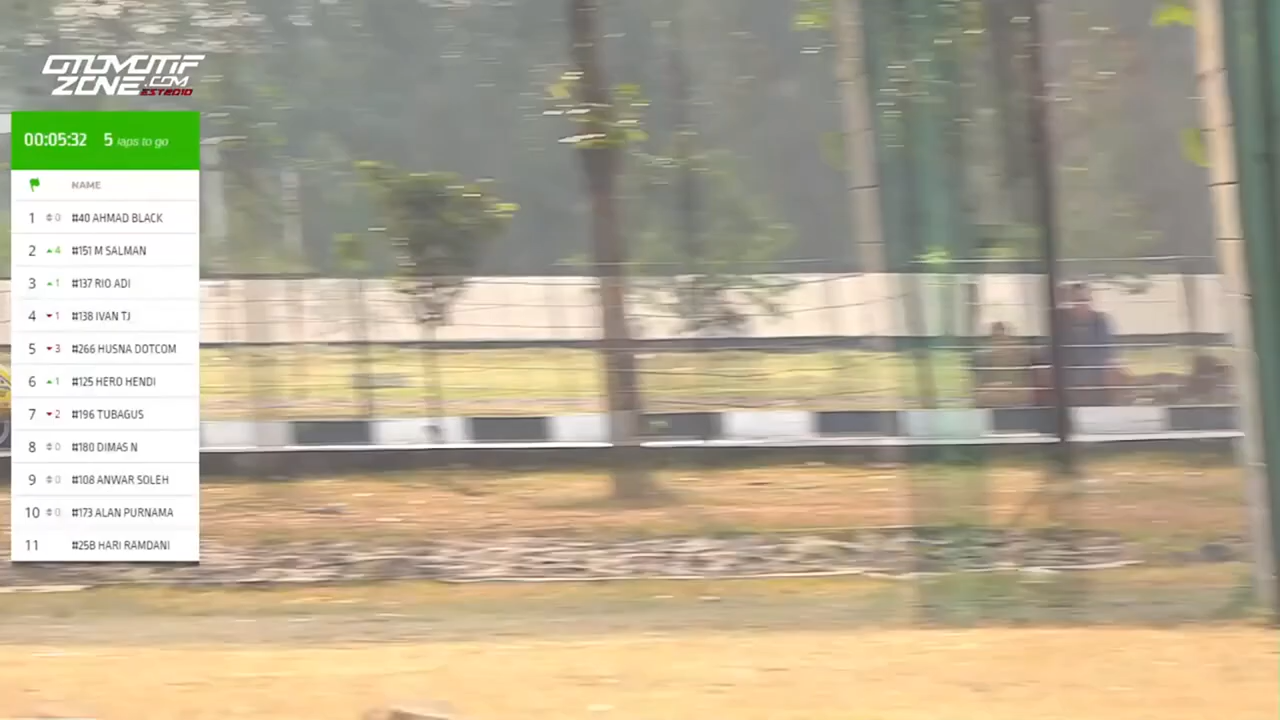 OTOMOTIF
ZONE.COM
ESTUDIO
00:05:32 5 laps to go
NAME
1 0 #40 AHMAD BLACK
2 4 #151 M SALMAN
3 1 #137 RIO ADI
4 1 #138 IVAN TJ
5 3 #266 HUSNA DOTCOM
6 1 #125 HERO HENDI
7 2 #196 TUBAGUS
8 0 #180 DIMAS N
9 0 #108 ANWAR SOLEH
10 0 #173 ALAN PURNAMA
11 #25B HARI RAMDANI